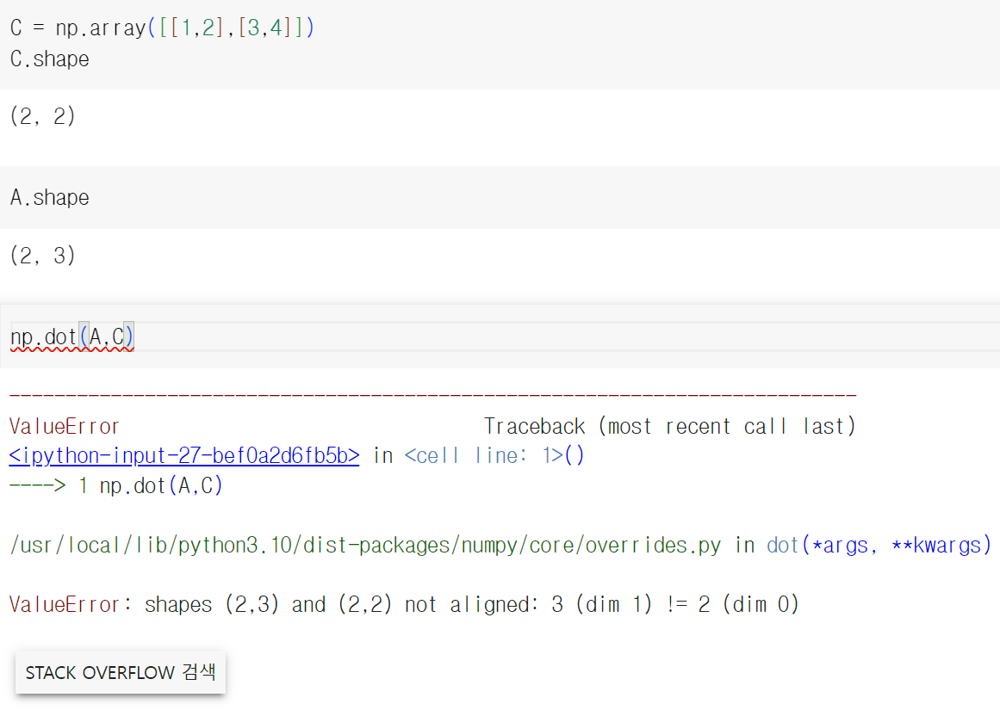 C = np.array([[1,2],[3,4]])
C.shape
(2, 2)
A.shape
(2, 3)
np.dot(A,C)
---------------------------------------------------------------------------
ValueError                                Traceback (most recent call last)
<ipython-input-27-bef0a2d6fb5b> in <cell line: 1>()
----> 1 np.dot(A,C)
/usr/local/lib/python3.10/dist-packages/numpy/core/overrides.py in dot(*args, **kwargs)
ValueError: shapes (2,3) and (2,2) not aligned: 3 (dim 1) != 2 (dim 0)
STACK OVERFLOW 검색